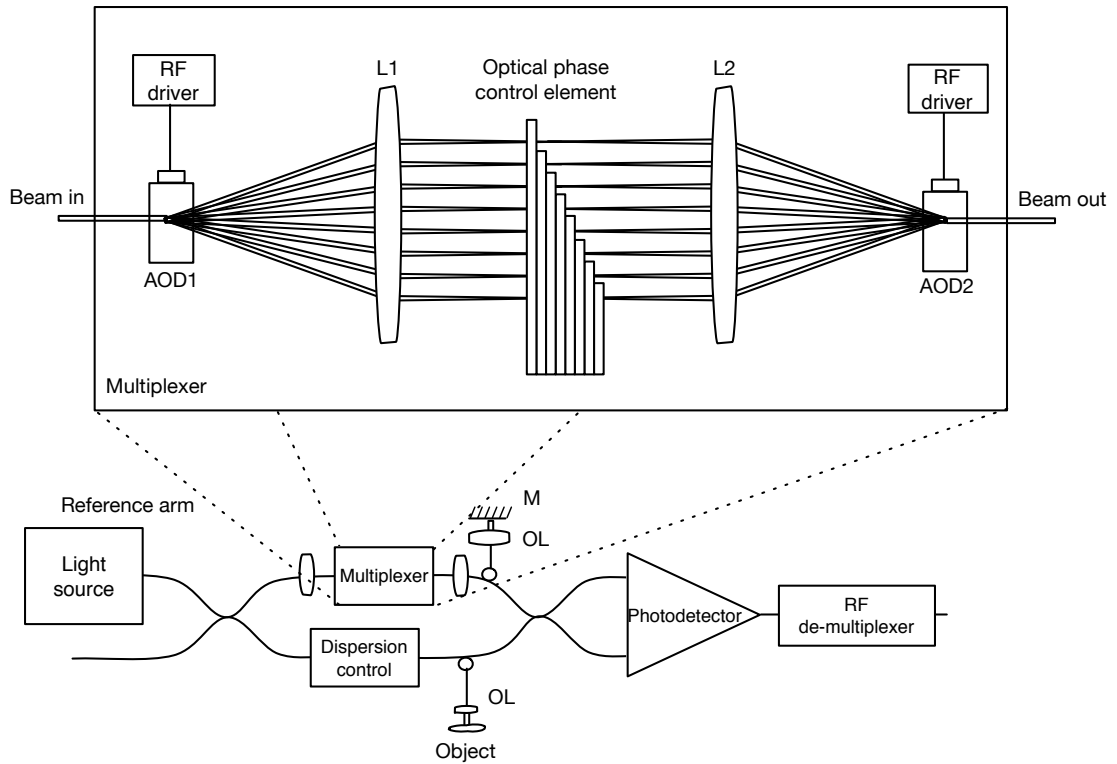 RF
driver
L1
Optical phase
control element
L2
RF
driver
Beam in
Beam out
AOD1
AOD2
Multiplexer
Reference arm
M
OL
Light
source
Multiplexer
Photodetector
RF
de-multiplexer
Dispersion
control
OL
Object